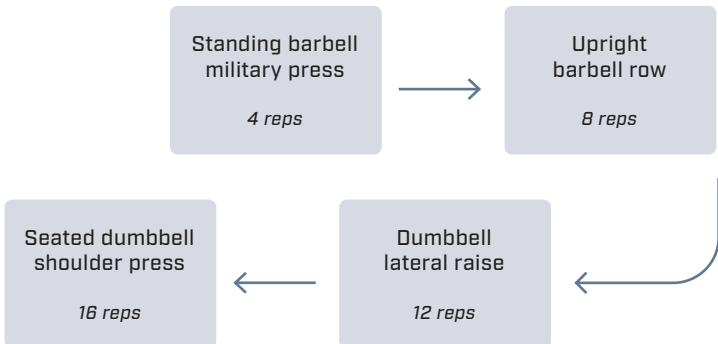 Standing barbell
military press
4 reps
Upright
barbell row
8 reps
Dumbbell
lateral raise
12 reps
Seated dumbbell
shoulder press
16 reps